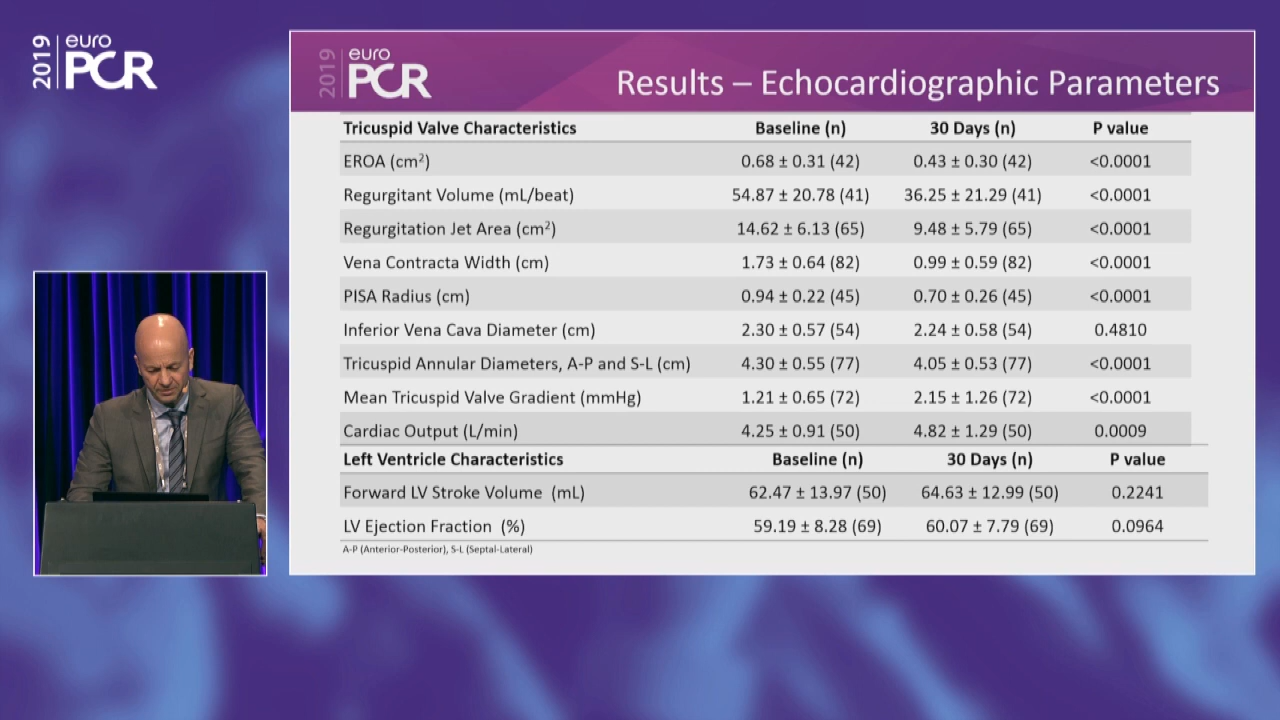 2019 euro PCR
2019 euro PCR
Results – Echocardiographic Parameters
Tricuspid Valve Characteristics Baseline (n) 30 Days (n) P value
EROA (cm²) 0.68 ± 0.31 (42) 0.43 ± 0.30 (42) <0.0001
Regurgitant Volume (mL/beat) 54.87 ± 20.78 (41) 36.25 ± 21.29 (41) <0.0001
Regurgitation Jet Area (cm²) 14.62 ± 6.13 (65) 9.48 ± 5.79 (65) <0.0001
Vena Contracta Width (cm) 1.73 ± 0.64 (82) 0.99 ± 0.59 (82) <0.0001
PISA Radius (cm) 0.94 ± 0.22 (45) 0.70 ± 0.26 (45) <0.0001
Inferior Vena Cava Diameter (cm) 2.30 ± 0.57 (54) 2.24 ± 0.58 (54) 0.4810
Tricuspid Annular Diameters, A-P and S-L (cm) 4.30 ± 0.55 (77) 4.05 ± 0.53 (77) <0.0001
Mean Tricuspid Valve Gradient (mmHg) 1.21 ± 0.65 (72) 2.15 ± 1.26 (72) <0.0001
Cardiac Output (L/min) 4.25 ± 0.91 (50) 4.82 ± 1.29 (50) 0.0009
Left Ventricle Characteristics Baseline (n) 30 Days (n) P value
Forward LV Stroke Volume (mL) 62.47 ± 13.97 (50) 64.63 ± 12.99 (50) 0.2241
LV Ejection Fraction (%) 59.19 ± 8.28 (69) 60.07 ± 7.79 (69) 0.0964
A-P (Anterior-Posterior), S-L (Septal-Lateral)